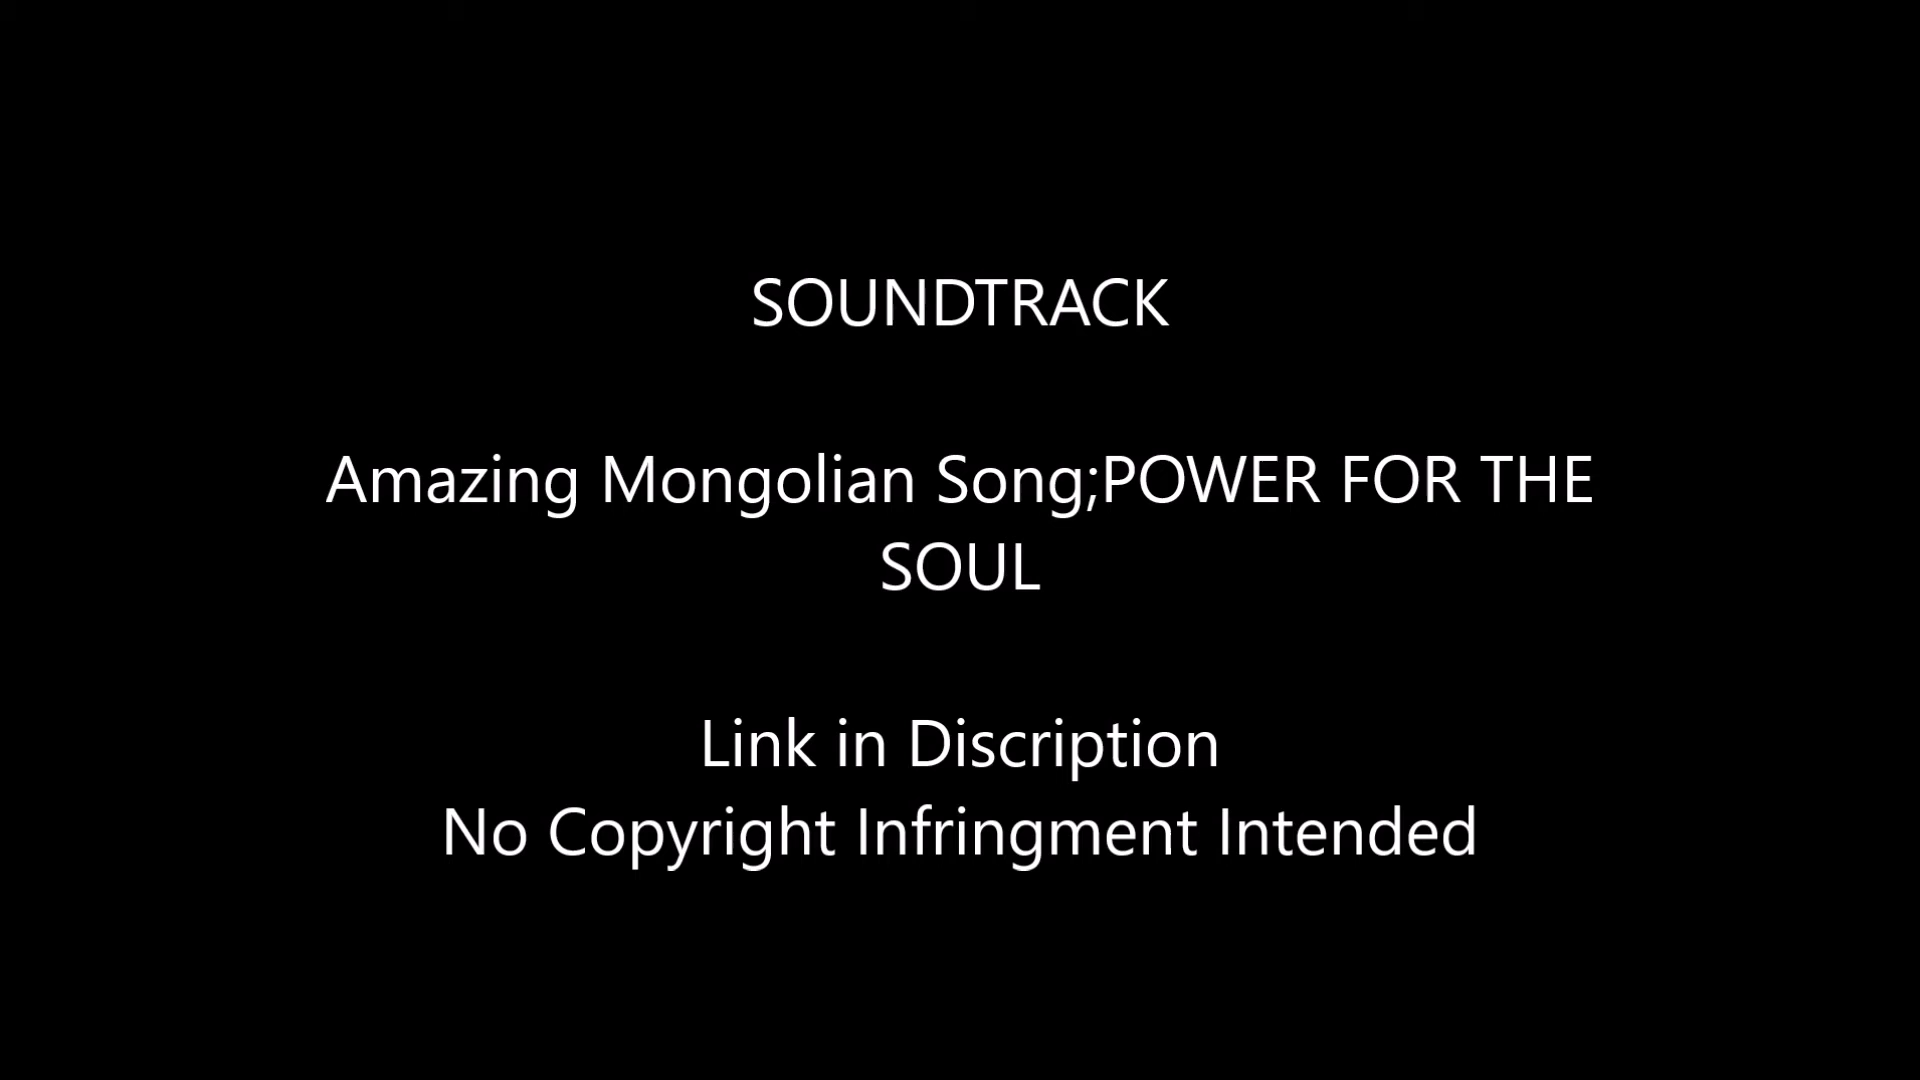 SOUNDTRACK
Amazing Mongolian Song;POWER FOR THE
SOUL
Link in Discription
No Copyright Infringment Intended